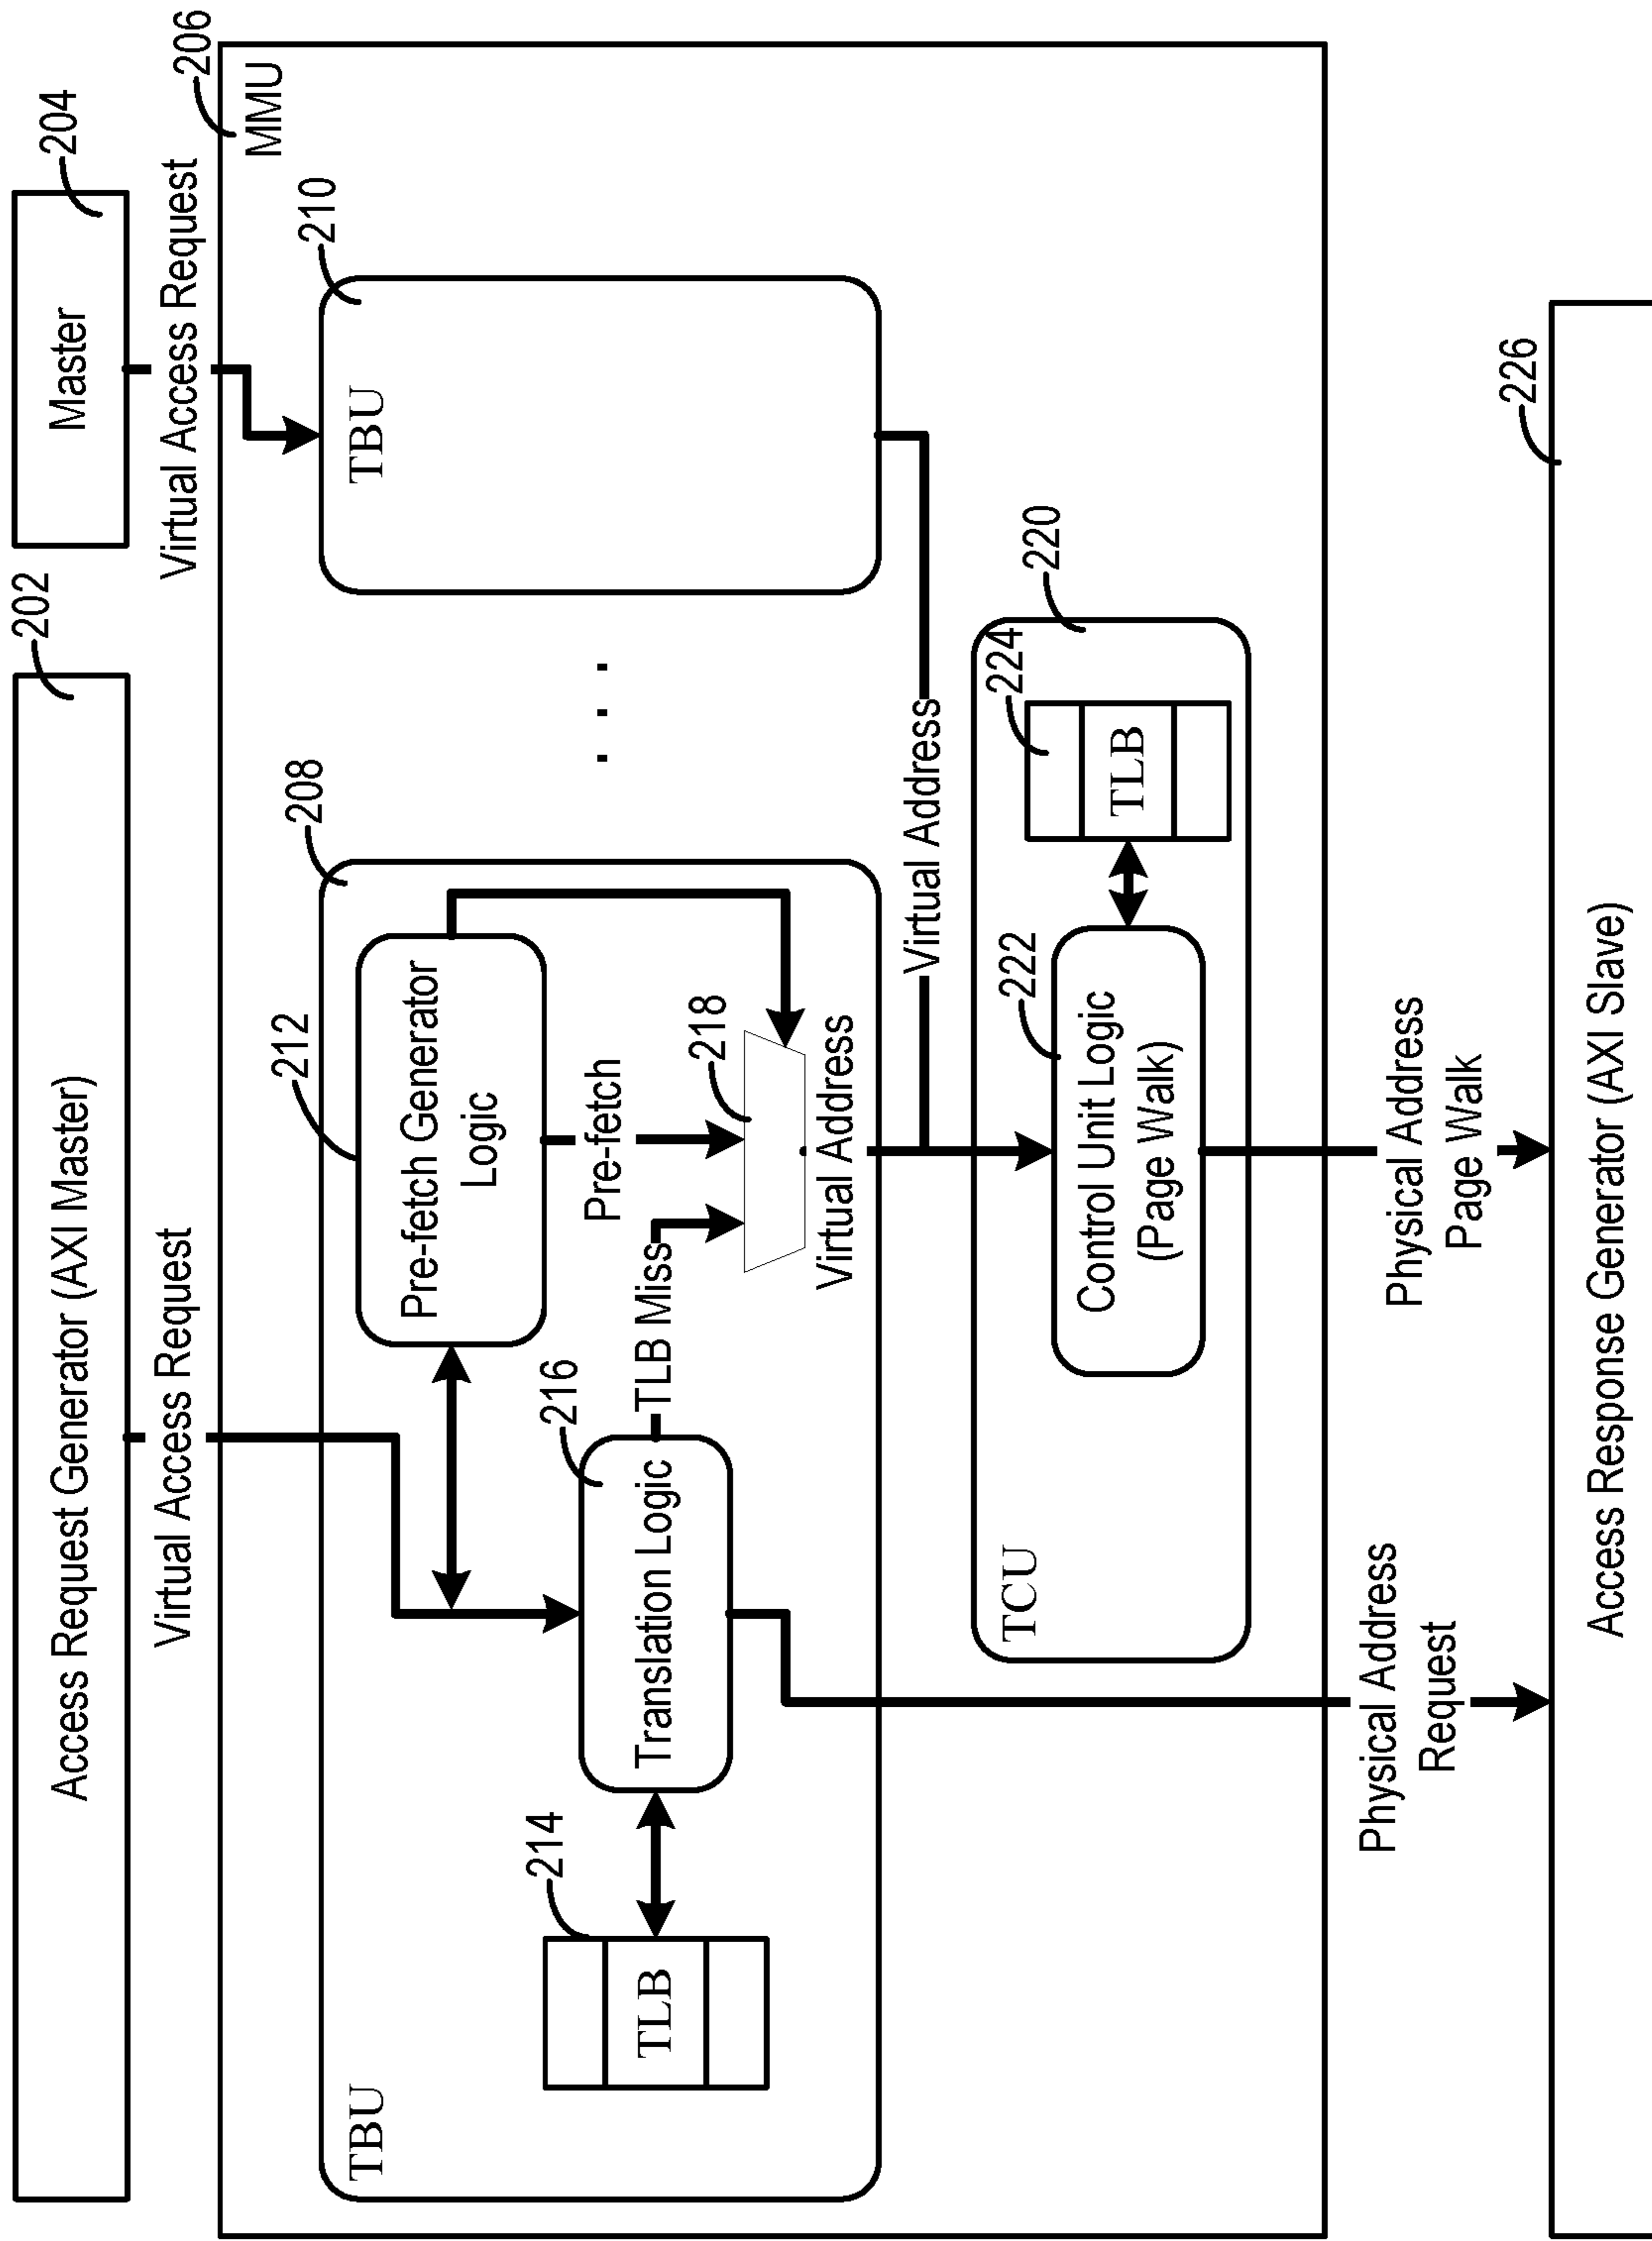 Access Request Generator (AXI Master)
202
Master
204
Virtual Access Request
Virtual Access Request
206
MMU
TBU
208
TBU
210
212
Pre-fetch Generator
Logic
214
TLB
216
Translation Logic
TLB Miss
Pre-fetch
218
. . .
Virtual Address
Virtual Address
TCU
220
222
Control Unit Logic
(Page Walk)
224
TLB
Physical Address
Request
Physical Address
Page Walk
226
Access Response Generator (AXI Slave)